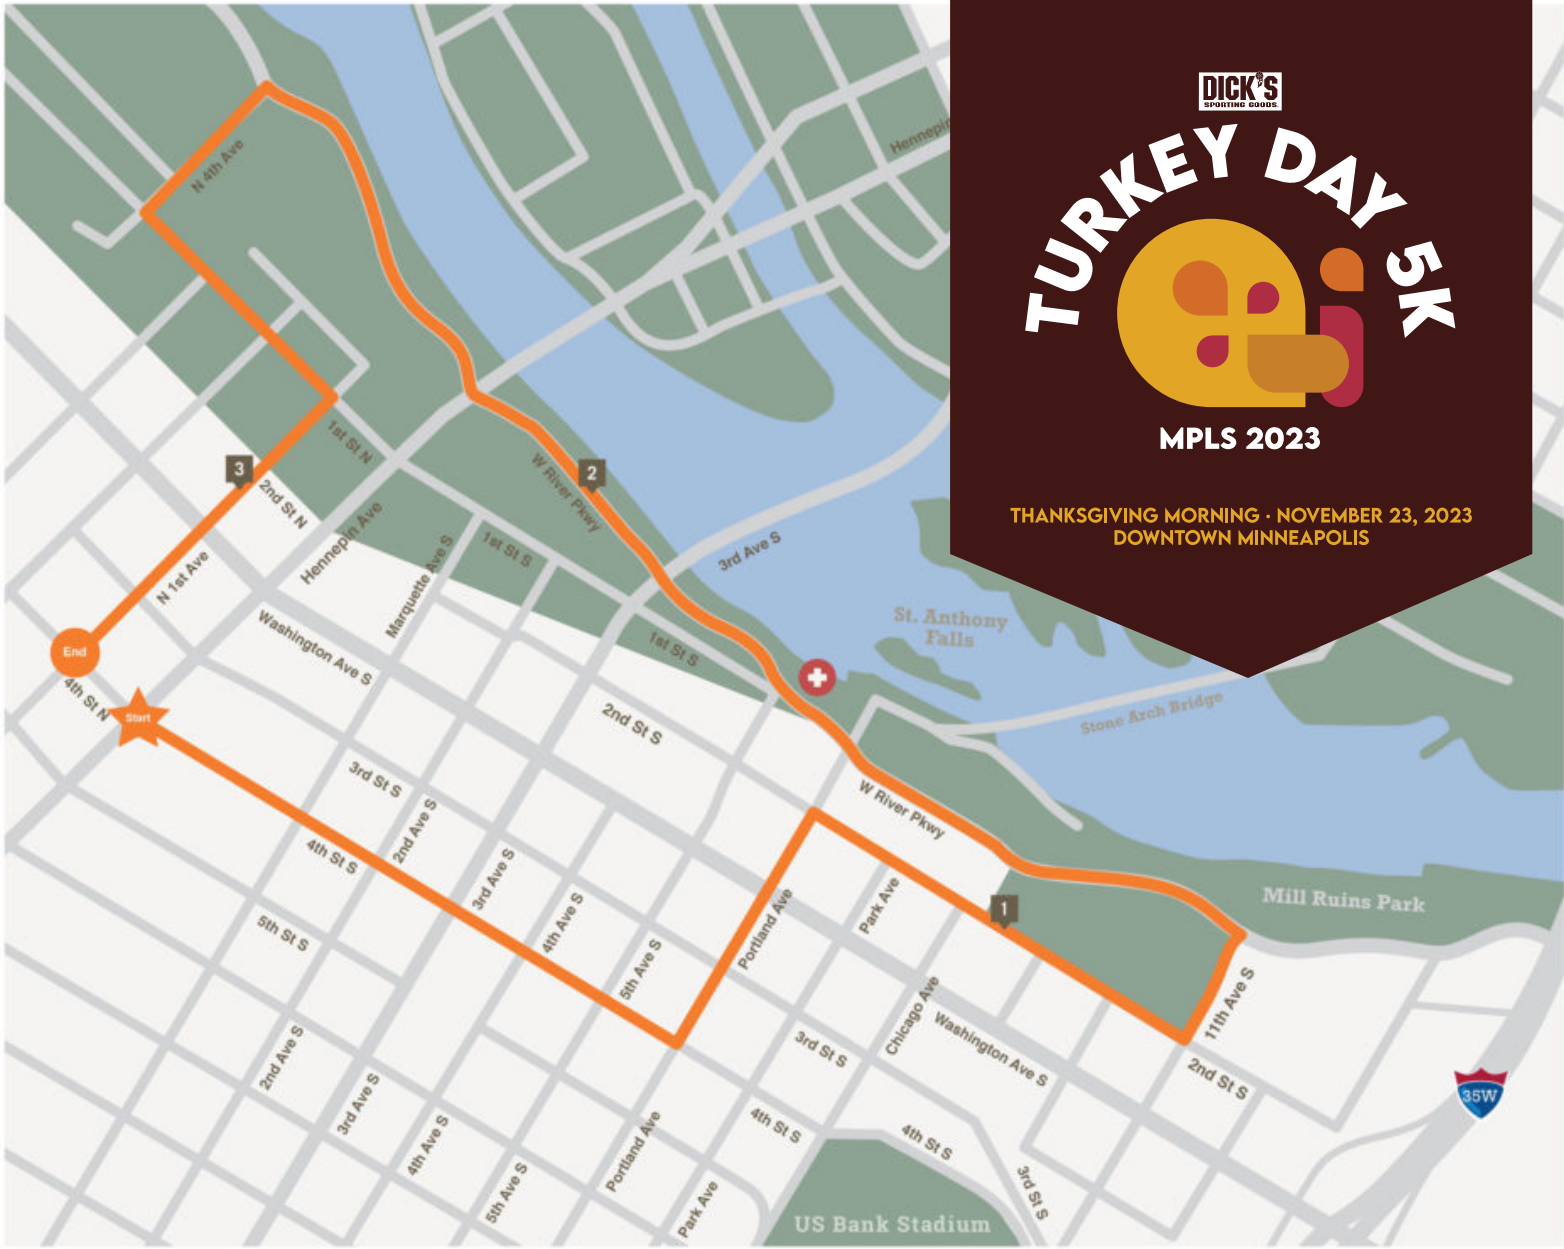 DICK'S
SPORTING GOODS
TURKEY DAY 5K
MPLS 2023
THANKSGIVING MORNING · NOVEMBER 23, 2023
DOWNTOWN MINNEAPOLIS
Hennepin
N 4th Ave
1st St N
3
2nd St N
2
W River Pkwy
Hennepin Ave
1st St S
3rd Ave S
Marquette Ave S
N 1st Ave
St. Anthony
Falls
Washington Ave S
1st St S
End
4th St N
Start
2nd St S
Stone Arch Bridge
3rd St S
W River Pkwy
2nd Ave S
4th St S
3rd Ave S
4th Ave S
Park Ave
1
Mill Ruins Park
5th St S
5th Ave S
Portland Ave
Chicago Ave
11th Ave S
Washington Ave S
3rd St S
2nd Ave S
2nd St S
35W
3rd Ave S
4th Ave S
Portland Ave
4th St S
4th St S
5th Ave S
Park Ave
3rd St S
US Bank Stadium